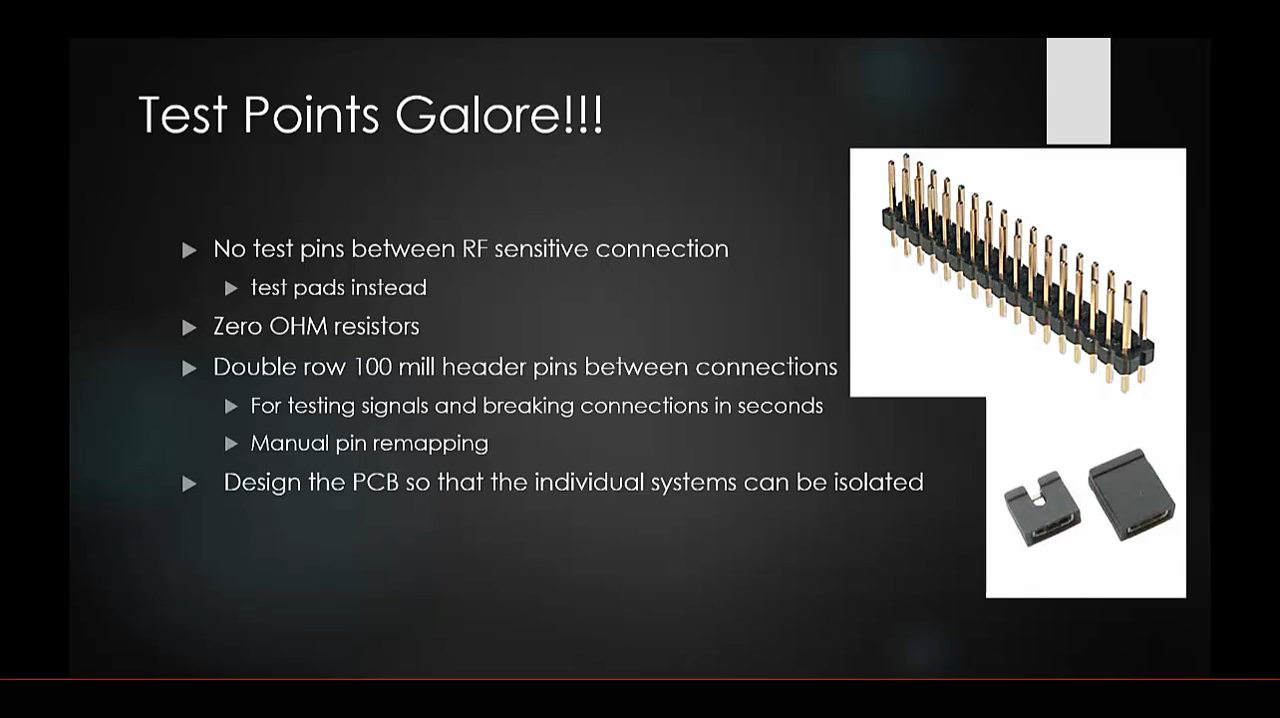 Test Points Galore!!!
No test pins between RF sensitive connection
test pads instead
Zero OHM resistors
Double row 100 mill header pins between connections
For testing signals and breaking connections in seconds
Manual pin remapping
Design the PCB so that the individual systems can be isolated